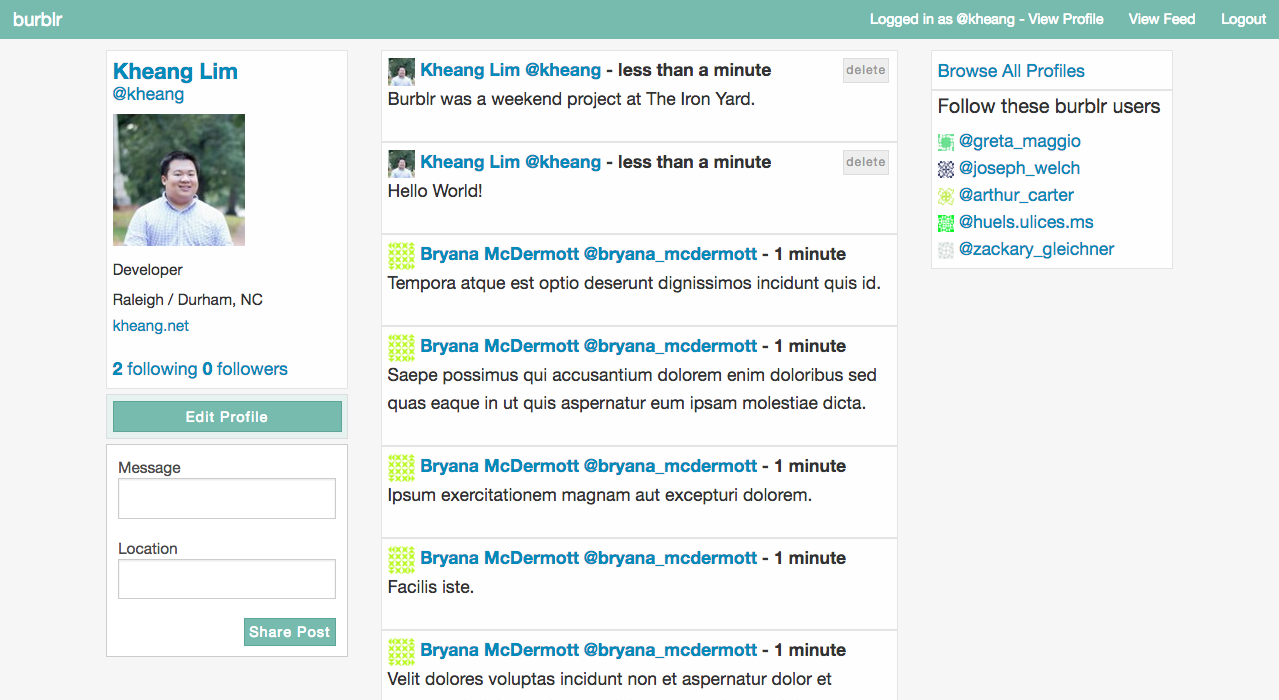 burblr
Logged in as @kheang - View Profile
View Feed
Logout
Kheang Lim
@kheang
Developer
Raleigh / Durham, NC
kheang.net
2 following 0 followers
Edit Profile
Message
Location
Share Post
Kheang Lim @kheang - less than a minute
delete
Burblr was a weekend project at The Iron Yard.
Kheang Lim @kheang - less than a minute
delete
Hello World!
Bryana McDermott @bryana_mcdermott - 1 minute
Tempora atque est optio deserunt dignissimos incidunt quis id.
Bryana McDermott @bryana_mcdermott - 1 minute
Saepe possimus qui accusantium dolorem enim doloribus sed
quas eaque in ut quis aspernatur eum ipsam molestiae dicta.
Bryana McDermott @bryana_mcdermott - 1 minute
Ipsum exercitationem magnam aut excepturi dolorem.
Bryana McDermott @bryana_mcdermott - 1 minute
Facilis iste.
Bryana McDermott @bryana_mcdermott - 1 minute
Velit dolores voluptas incidunt non et aspernatur dolor et
Browse All Profiles
Follow these burblr users
@greta_maggio
@joseph_welch
@arthur_carter
@huels.ulices.ms
@zackary_gleichner